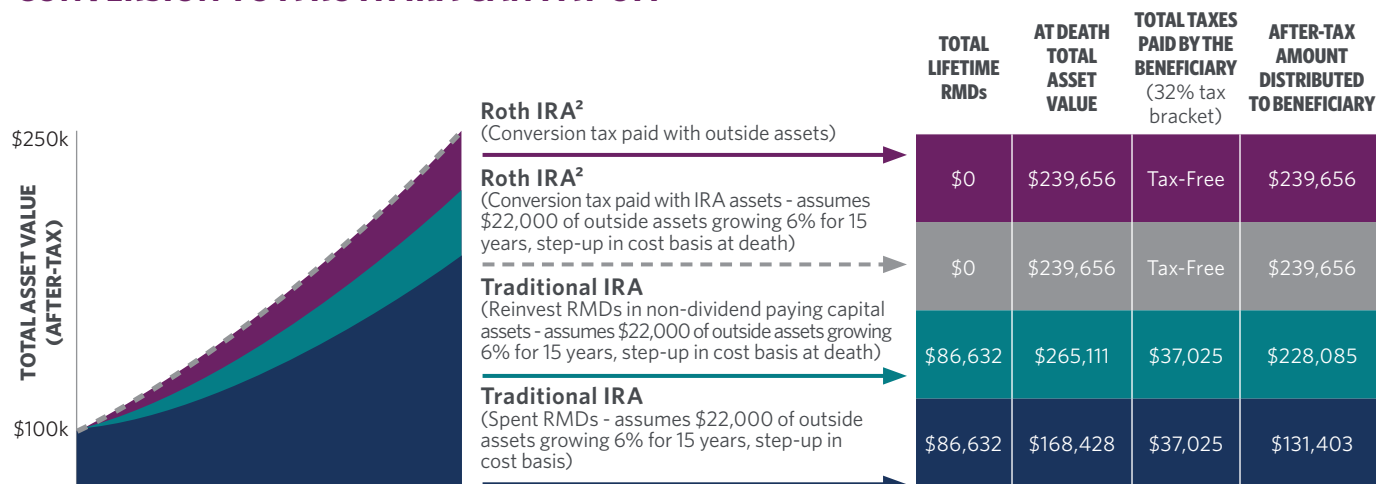 TOTAL LIFETIME RMDs
AT DEATH TOTAL ASSET VALUE
TOTAL TAXES PAID BY THE BENEFICIARY (32% tax bracket)
AFTER-TAX AMOUNT DISTRIBUTED TO BENEFICIARY
$250k
TOTAL ASSET VALUE
(AFTER-TAX)
$100k
Roth IRA²
(Conversion tax paid with outside assets)
$0 $239,656 Tax-Free $239,656
Roth IRA²
(Conversion tax paid with IRA assets - assumes
$22,000 of outside assets growing 6% for 15
years, step-up in cost basis at death)
$0 $239,656 Tax-Free $239,656
Traditional IRA
(Reinvest RMDs in non-dividend paying capital
assets - assumes $22,000 of outside assets growing
6% for 15 years, step-up in cost basis at death)
$86,632 $265,111 $37,025 $228,085
Traditional IRA
(Spent RMDs - assumes $22,000 of outside
assets growing 6% for 15 years, step-up in
cost basis)
$86,632 $168,428 $37,025 $131,403